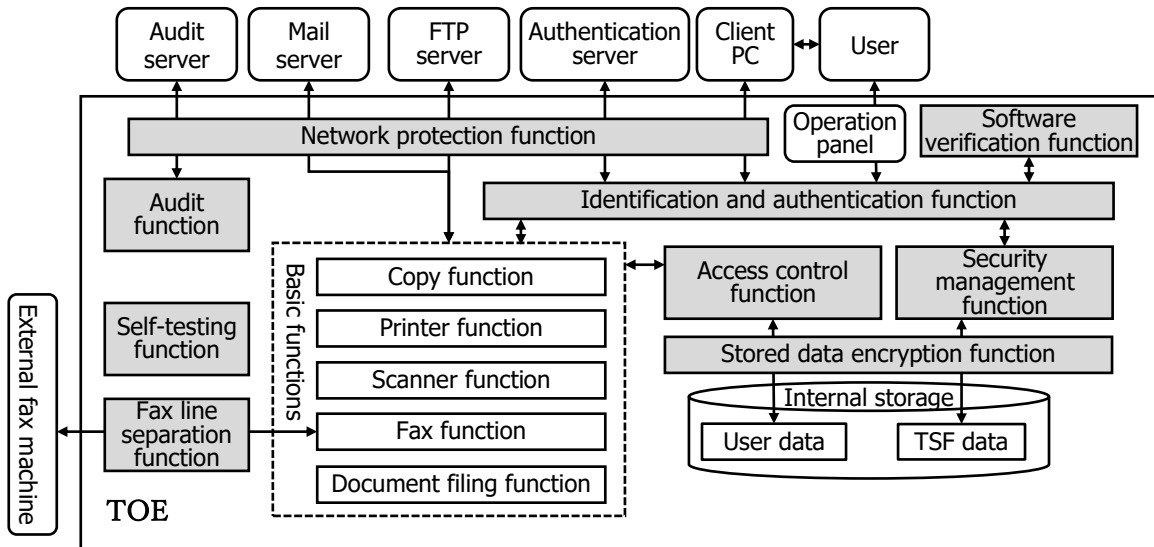 Audit
server
Mail
server
FTP
server
Authentication
server
Client
PC
User
Network protection function
Operation
panel
Software
verification function
Audit
function
Identification and authentication function
Basic functions
Copy function
Printer function
Scanner function
Fax function
Document filing function
Access control
function
Security
management
function
Self-testing
function
Stored data encryption function
Internal storage
User data
TSF data
External fax machine
Fax line
separation
function
TOE